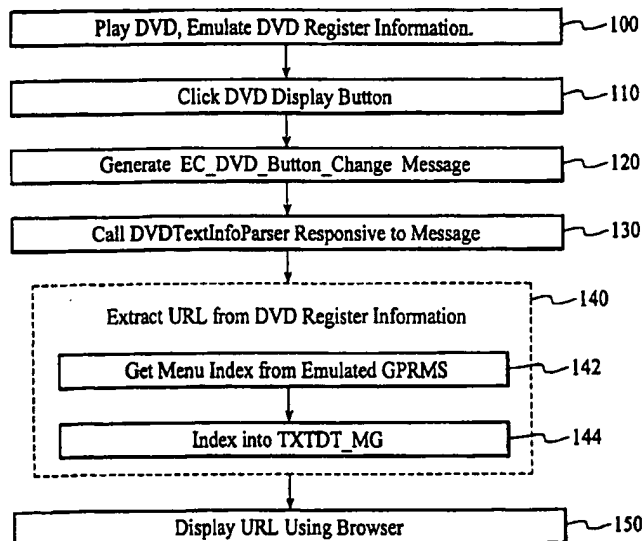 Play DVD, Emulate DVD Register Information. 100
Click DVD Display Button 110
Generate EC_DVD_Button_Change Message 120
Call DVDTextInfoParser Responsive to Message 130
140
Extract URL from DVD Register Information
Get Menu Index from Emulated GPRMS 142
Index into TXTDT_MG 144
Display URL Using Browser 150